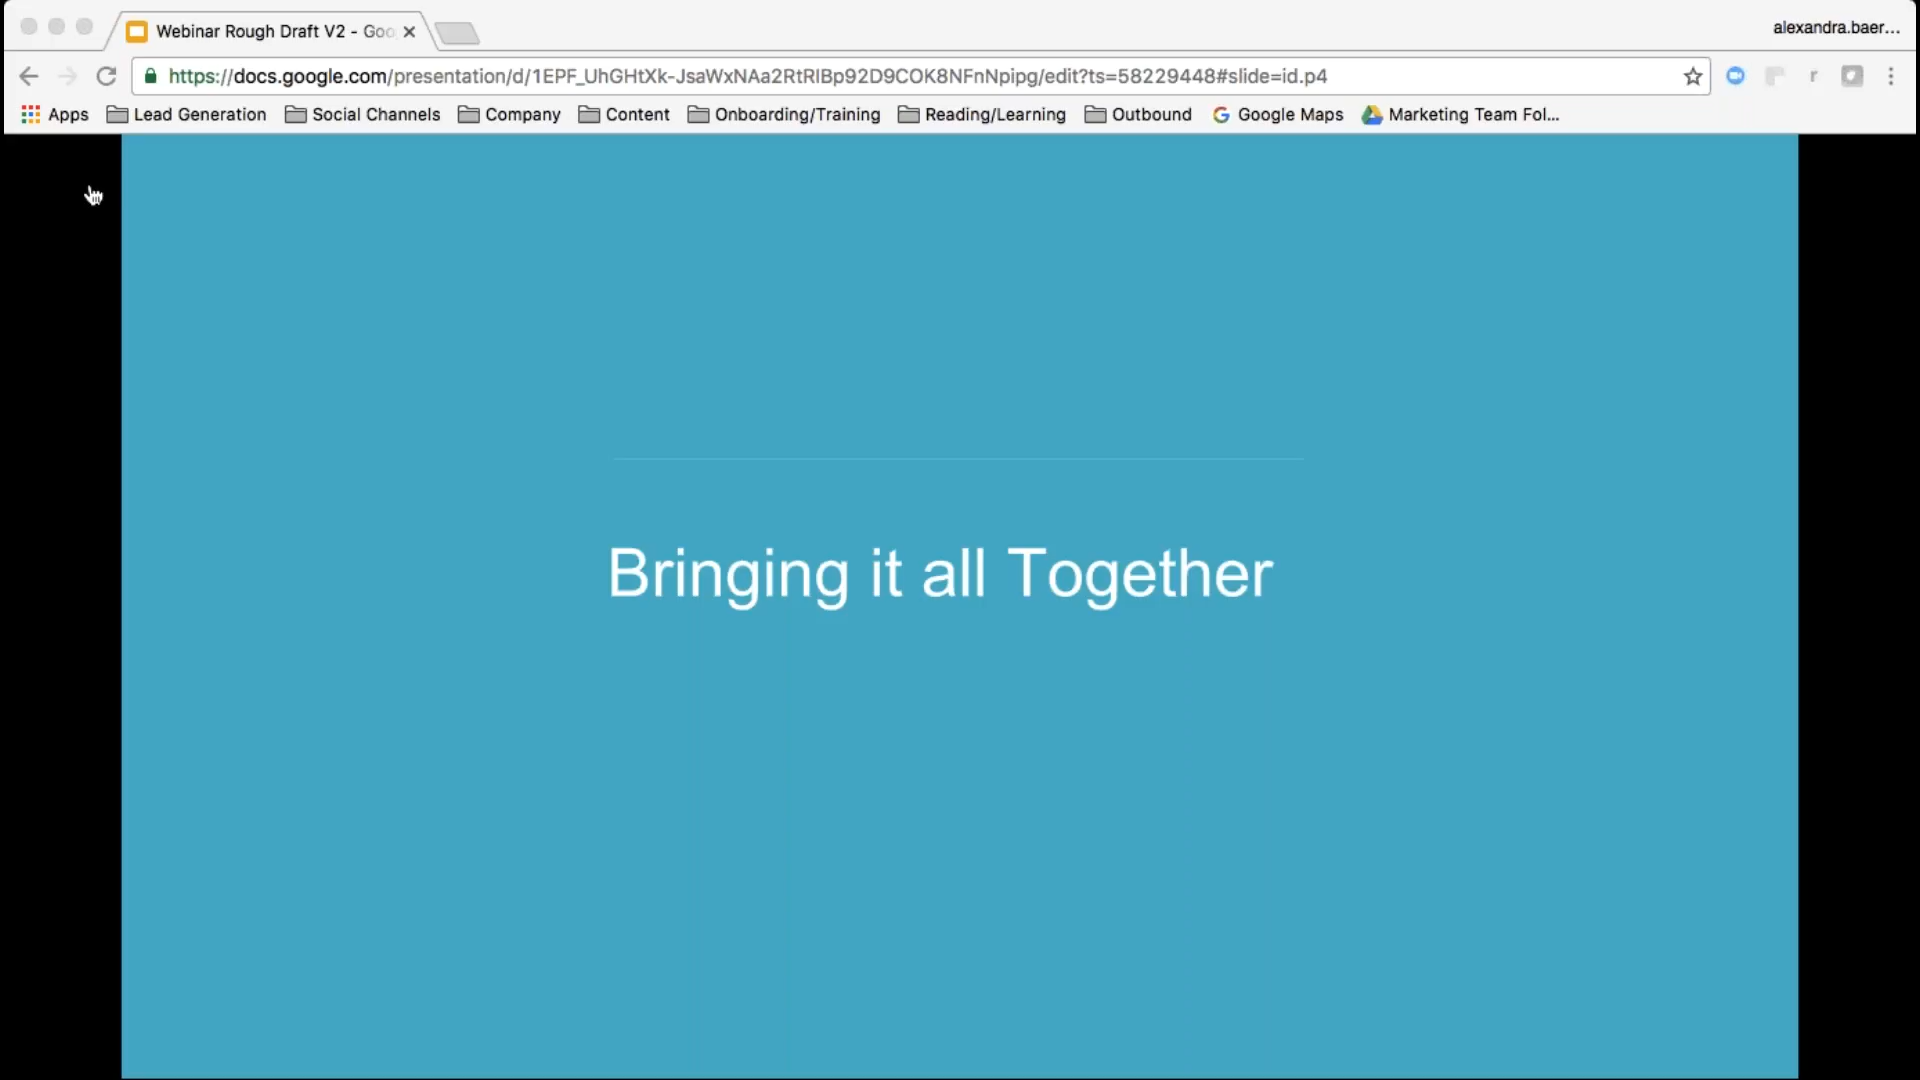 Webinar Rough Draft V2 - Goo
alexandra.baer...
https://docs.google.com/presentation/d/1EPF_UhGHtXk-JsaWxNAa2RtRlBp92D9COK8NFnNpipg/edit?ts=58229448#slide=id.p4
r
Apps Lead Generation Social Channels Company Content Onboarding/Training Reading/Learning Outbound Google Maps Marketing Team Fol...
Bringing it all Together